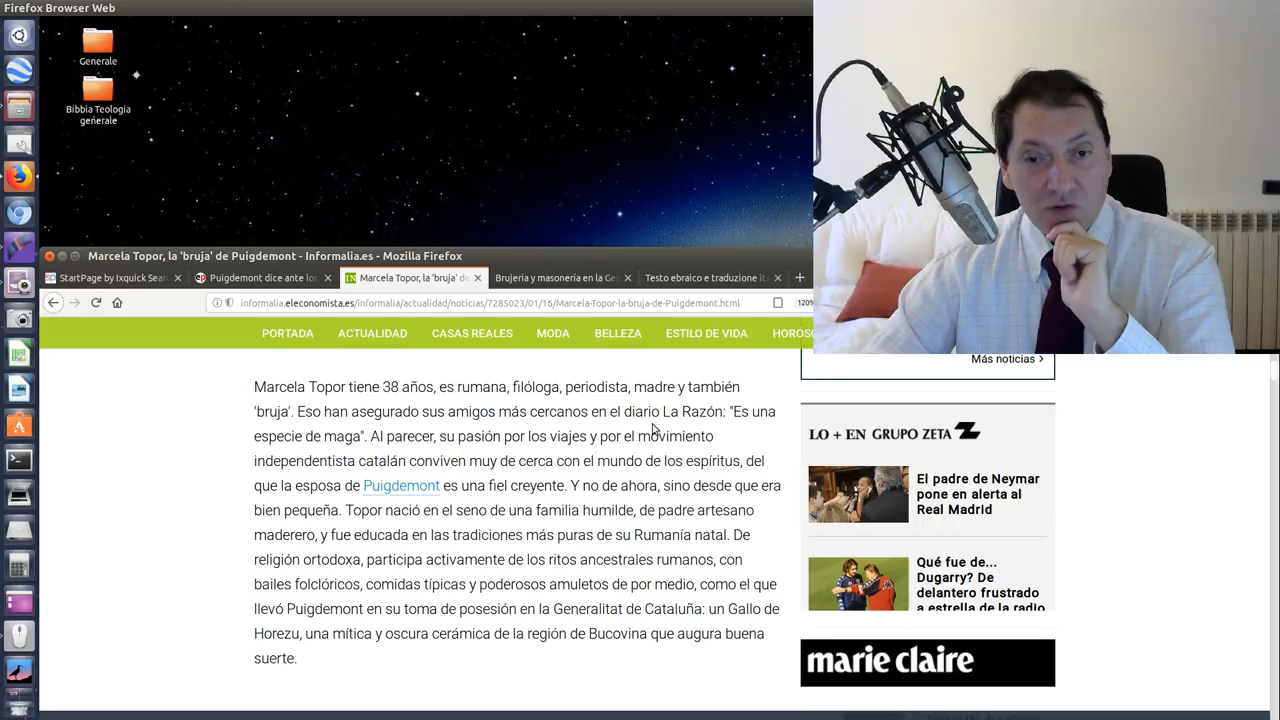 Firefox Browser Web
Generale
Bibbia Teologia
generale
Marcela Topor, la 'bruja' de Puigdemont - Informalia.es - Mozilla Firefox
StartPage by Ixquick Sear
Puigdemont dice ante los
Marcela Topor, la 'bruja' de
Brujería y masonería en la Ge
Testo ebraico e traduzione ita
informalia.eleconomista.es/informalia/actualidad/noticias/7285023/01/16/Marcela-Topor-la-bruja-de-Puigdemont.html
120%
PORTADA
ACTUALIDAD
CASAS REALES
MODA
BELLEZA
ESTILO DE VIDA
HORÓSC
Más noticias
Marcela Topor tiene 38 años, es rumana, filóloga, periodista, madre y también
'bruja'. Eso han asegurado sus amigos más cercanos en el diario La Razón: "Es una
especie de maga". Al parecer, su pasión por los viajes y por el movimiento
independentista catalán conviven muy de cerca con el mundo de los espíritus, del
que la esposa de Puigdemont es una fiel creyente. Y no de ahora, sino desde que era
bien pequeña. Topor nació en el seno de una familia humilde, de padre artesano
maderero, y fue educada en las tradiciones más puras de su Rumanía natal. De
religión ortodoxa, participa activamente de los ritos ancestrales rumanos, con
bailes folclóricos, comidas típicas y poderosos amuletos de por medio, como el que
llevó Puigdemont en su toma de posesión en la Generalitat de Cataluña: un Gallo de
Horezu, una mítica y oscura cerámica de la región de Bucovina que augura buena
suerte.
LO + EN GRUPO ZETA
El padre de Neymar
pone en alerta al
Real Madrid
Qué fue de...
Dugarry? De
delantero frustrado
a estrella de la radio
marie claire